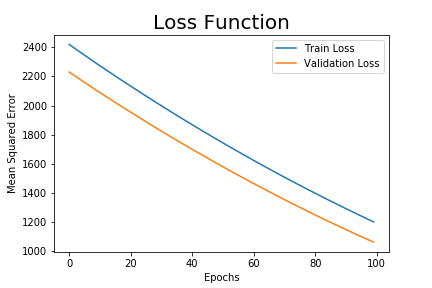 Loss Function
Train Loss
Validation Loss
2400
2200
2000
1800
1600
1400
1200
1000
Mean Squared Error
0
20
40
60
80
100
Epochs